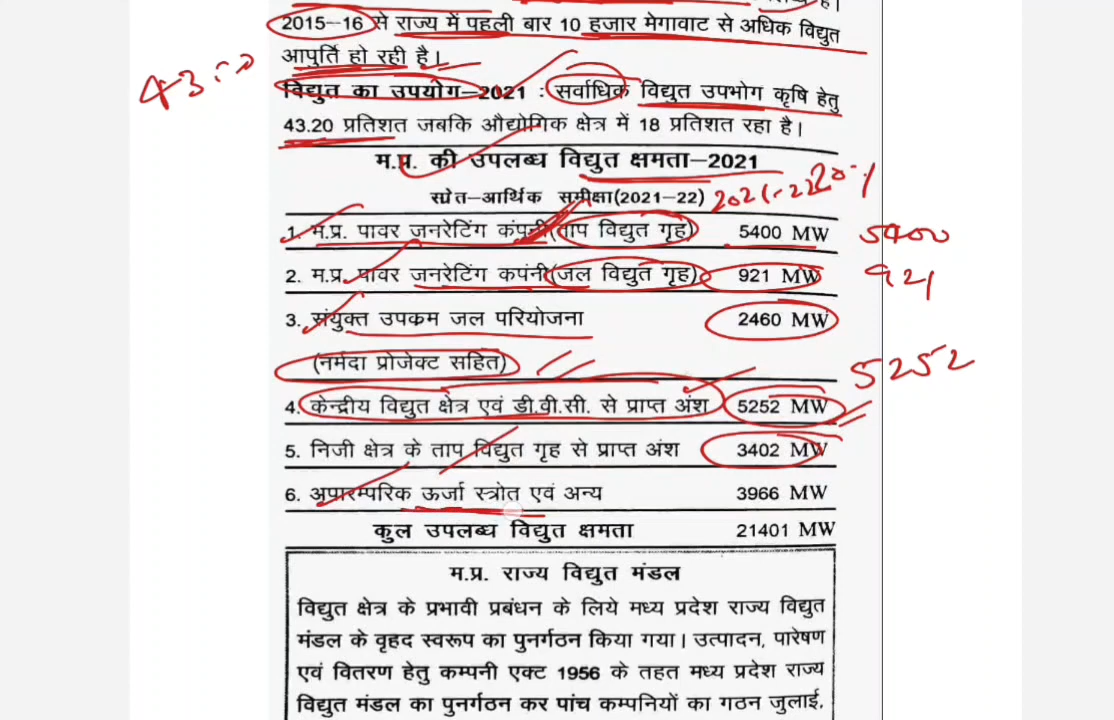 है।
2015–16 से राज्य में पहली बार 10 हजार मेगावाट से अधिक विद्युत
आपुर्ति हो रही है।
विद्युत का उपयोग–2021 : सर्वाधिक विद्युत उपभोग कृषि हेतु
43.20 प्रतिशत जबकि औद्योगिक क्षेत्र में 18 प्रतिशत रहा है।
म.प्र. की उपलब्ध विद्युत क्षमता–2021
स्रोत–आर्थिक समीक्षा(2021–22) 2021-22
1. म.प्र. पावर जनरेटिंग कंपनी(ताप विद्युत गृह) 5400 MW 5400
2. म.प्र. पावर जनरेटिंग कपंनी(जल विद्युत गृह) 921 MW 921
3. संयुक्त उपकम जल परियोजना 2460 MW
(नर्मदा प्रोजेक्ट सहित)
4. केन्द्रीय विद्युत क्षेत्र एवं डी.वी.सी. से प्राप्त अंश 5252 MW 5252
5. निजी क्षेत्र के ताप विद्युत गृह से प्राप्त अंश 3402 MW
6. अपारम्परिक ऊर्जा स्त्रोत एवं अन्य 3966 MW
कुल उपलब्ध विद्युत क्षमता 21401 MW
म.प्र. राज्य विद्युत मंडल
विद्युत क्षेत्र के प्रभावी प्रबंधन के लिये मध्य प्रदेश राज्य विद्युत
मंडल के वृहद स्वरूप का पुनर्गठन किया गया। उत्पादन, पारेषण
एवं वितरण हेतु कम्पनी एक्ट 1956 के तहत मध्य प्रदेश राज्य
विद्युत मंडल का पुनर्गठन कर पांच कम्पनियों का गठन जुलाई,